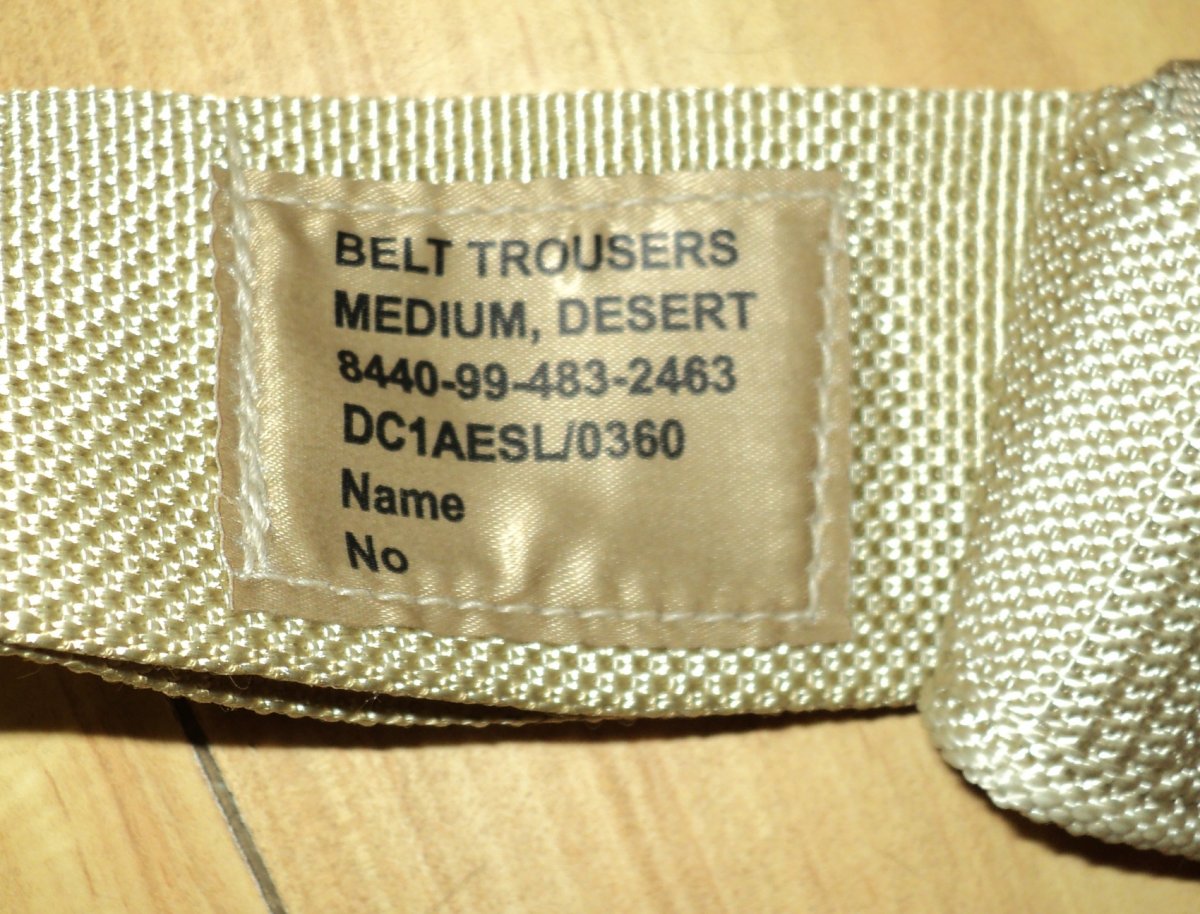 BELT TROUSERS
MEDIUM, DESERT
8440-99-483-2463
DC1AESL/0360
Name
No